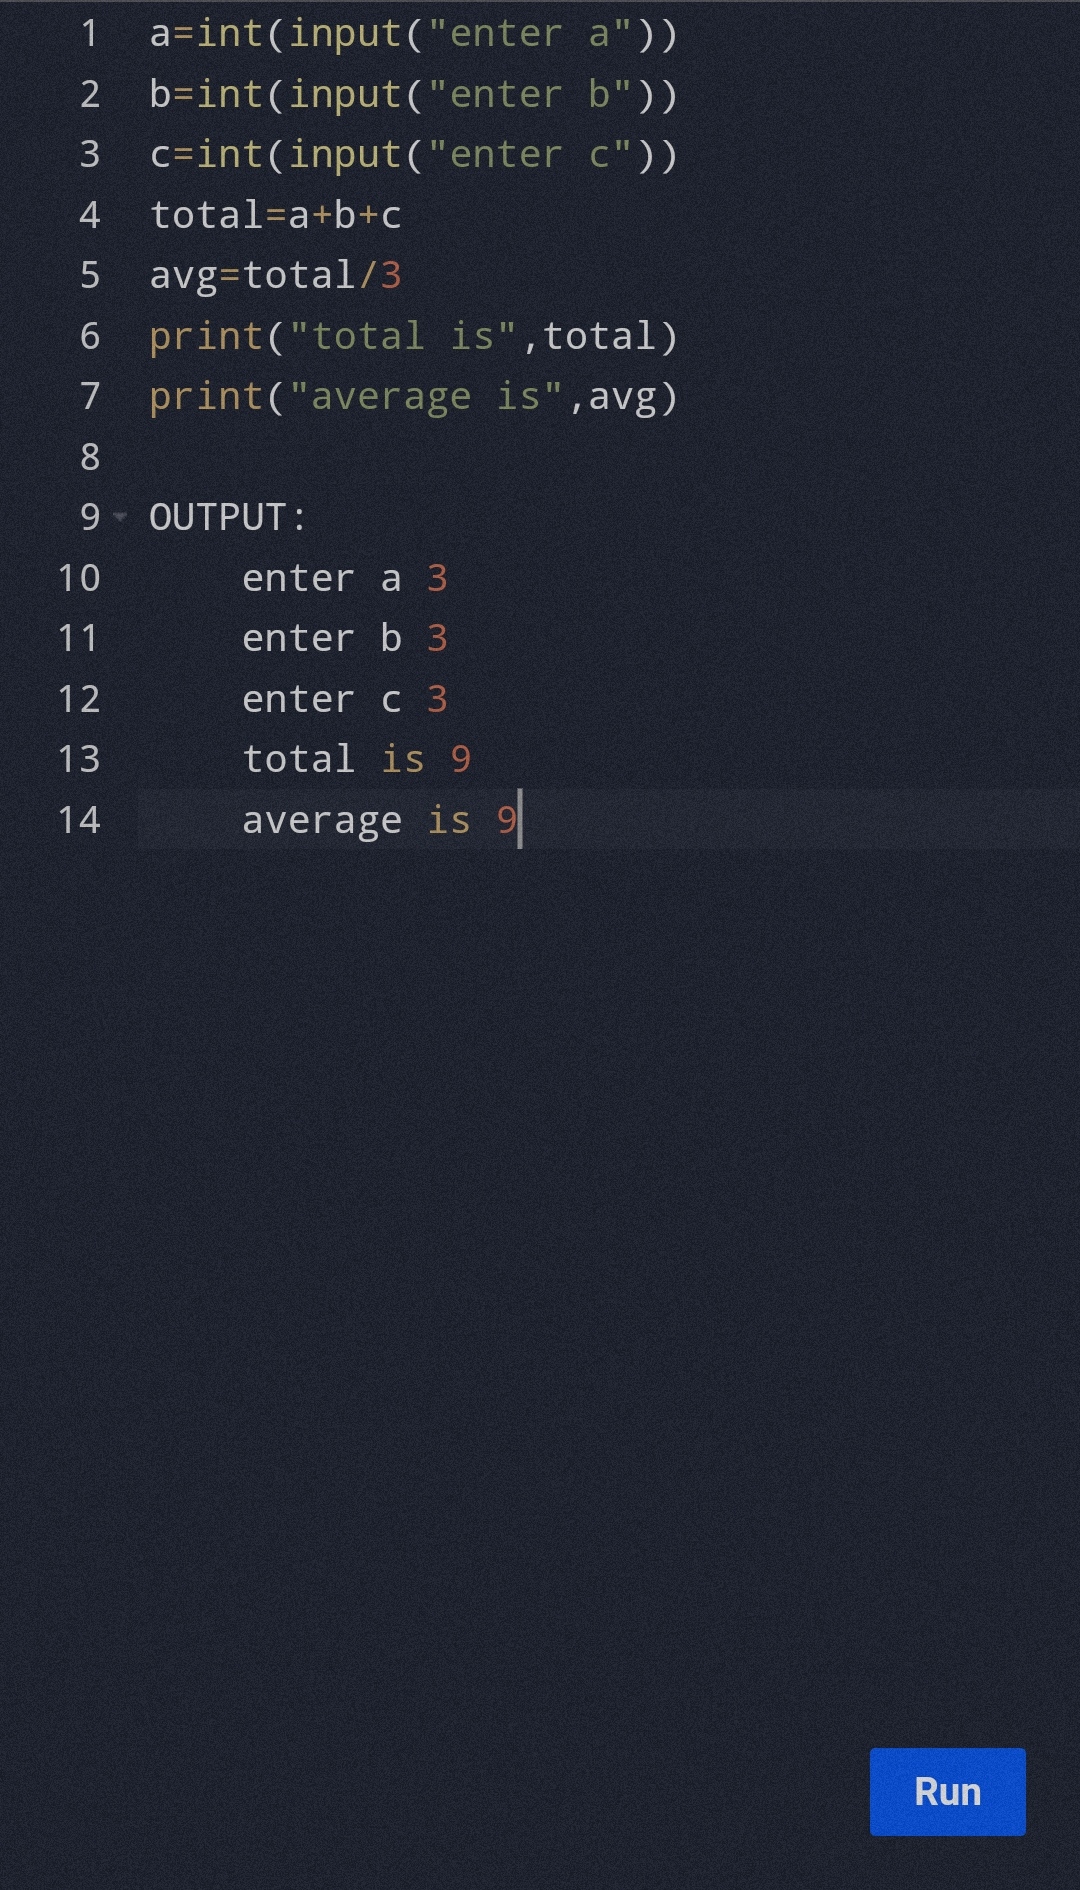 1 a=int(input("enter a"))
2 b=int(input("enter b"))
3 c=int(input("enter c"))
4 total=a+b+c
5 avg=total/3
6 print("total is",total)
7 print("average is",avg)
8
9 OUTPUT:
10     enter a 3
11     enter b 3
12     enter c 3
13     total is 9
14     average is 9
Run